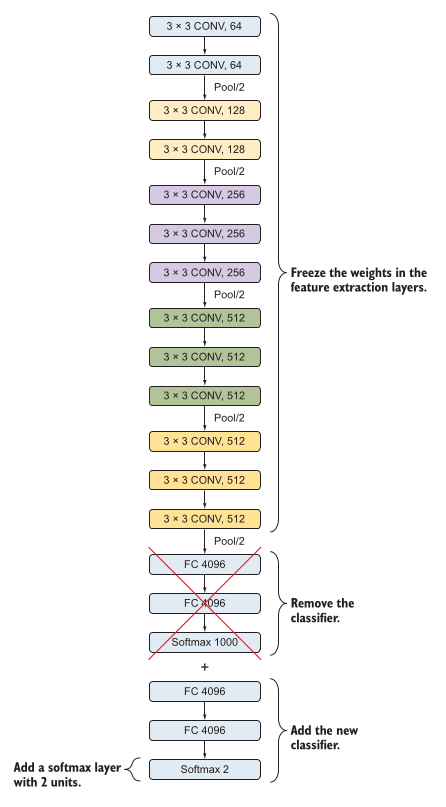 3 × 3 CONV, 64
3 × 3 CONV, 64
Pool/2
3 × 3 CONV, 128
3 × 3 CONV, 128
Pool/2
3 × 3 CONV, 256
3 × 3 CONV, 256
3 × 3 CONV, 256
Freeze the weights in the
feature extraction layers.
Pool/2
3 × 3 CONV, 512
3 × 3 CONV, 512
3 × 3 CONV, 512
Pool/2
3 × 3 CONV, 512
3 × 3 CONV, 512
3 × 3 CONV, 512
Pool/2
FC 4096
FC 4096
Remove the
classifier.
Softmax 1000
+
FC 4096
FC 4096
Add the new
classifier.
Add a softmax layer
with 2 units.
Softmax 2